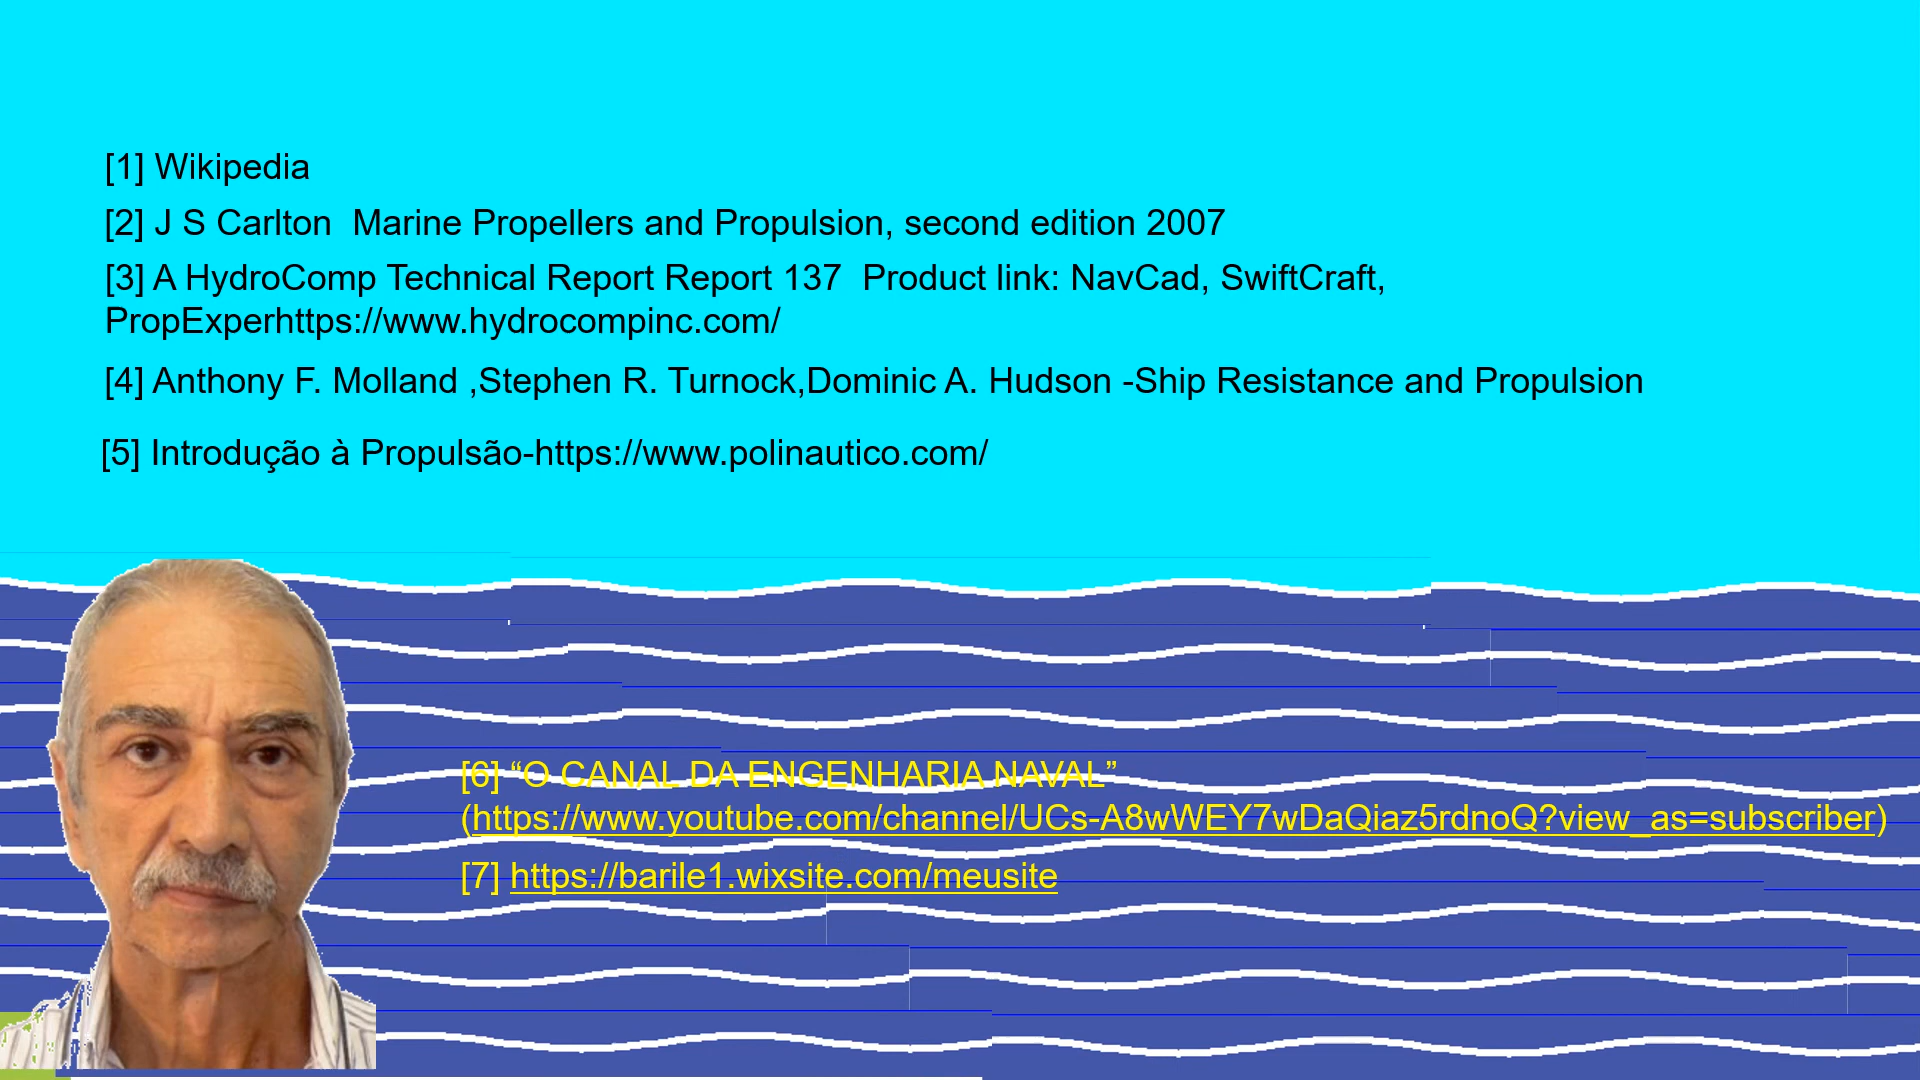 [1] Wikipedia
[2] J S Carlton  Marine Propellers and Propulsion, second edition 2007
[3] A HydroComp Technical Report Report 137  Product link: NavCad, SwiftCraft,
PropExperhttps://www.hydrocompinc.com/
[4] Anthony F. Molland ,Stephen R. Turnock,Dominic A. Hudson -Ship Resistance and Propulsion
[5] Introdução à Propulsão-https://www.polinautico.com/
[6] “O CANAL DA ENGENHARIA NAVAL”
(https://www.youtube.com/channel/UCs-A8wWEY7wDaQiaz5rdnoQ?view_as=subscriber)
[7] https://barile1.wixsite.com/meusite